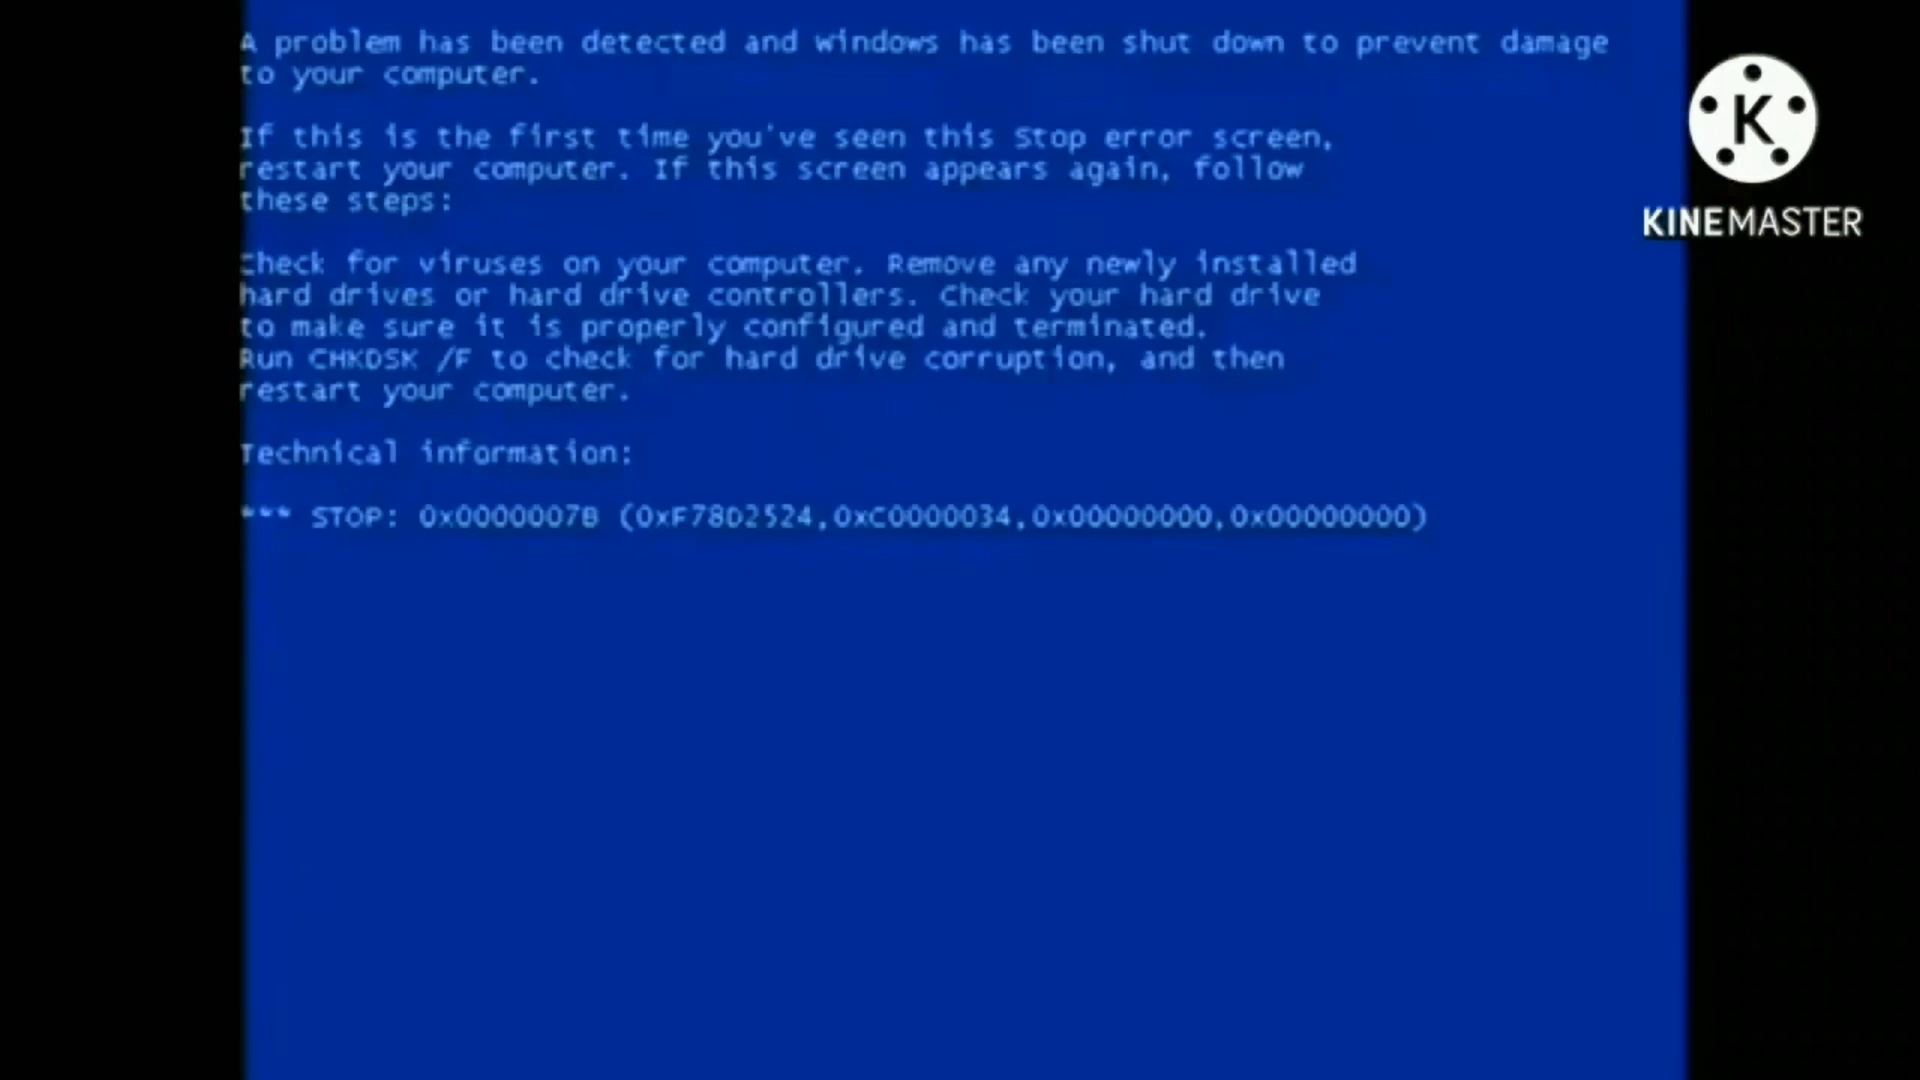 A problem has been detected and windows has been shut down to prevent damage
to your computer.
If this is the first time you've seen this Stop error screen,
restart your computer. If this screen appears again, follow
these steps:
Check for viruses on your computer. Remove any newly installed
hard drives or hard drive controllers. Check your hard drive
to make sure it is properly configured and terminated.
Run CHKDSK /F to check for hard drive corruption, and then
restart your computer.
Technical information:
*** STOP: 0x0000007B (0xF78D2524,0xC0000034,0x00000000,0x00000000)
K
KINEMASTER